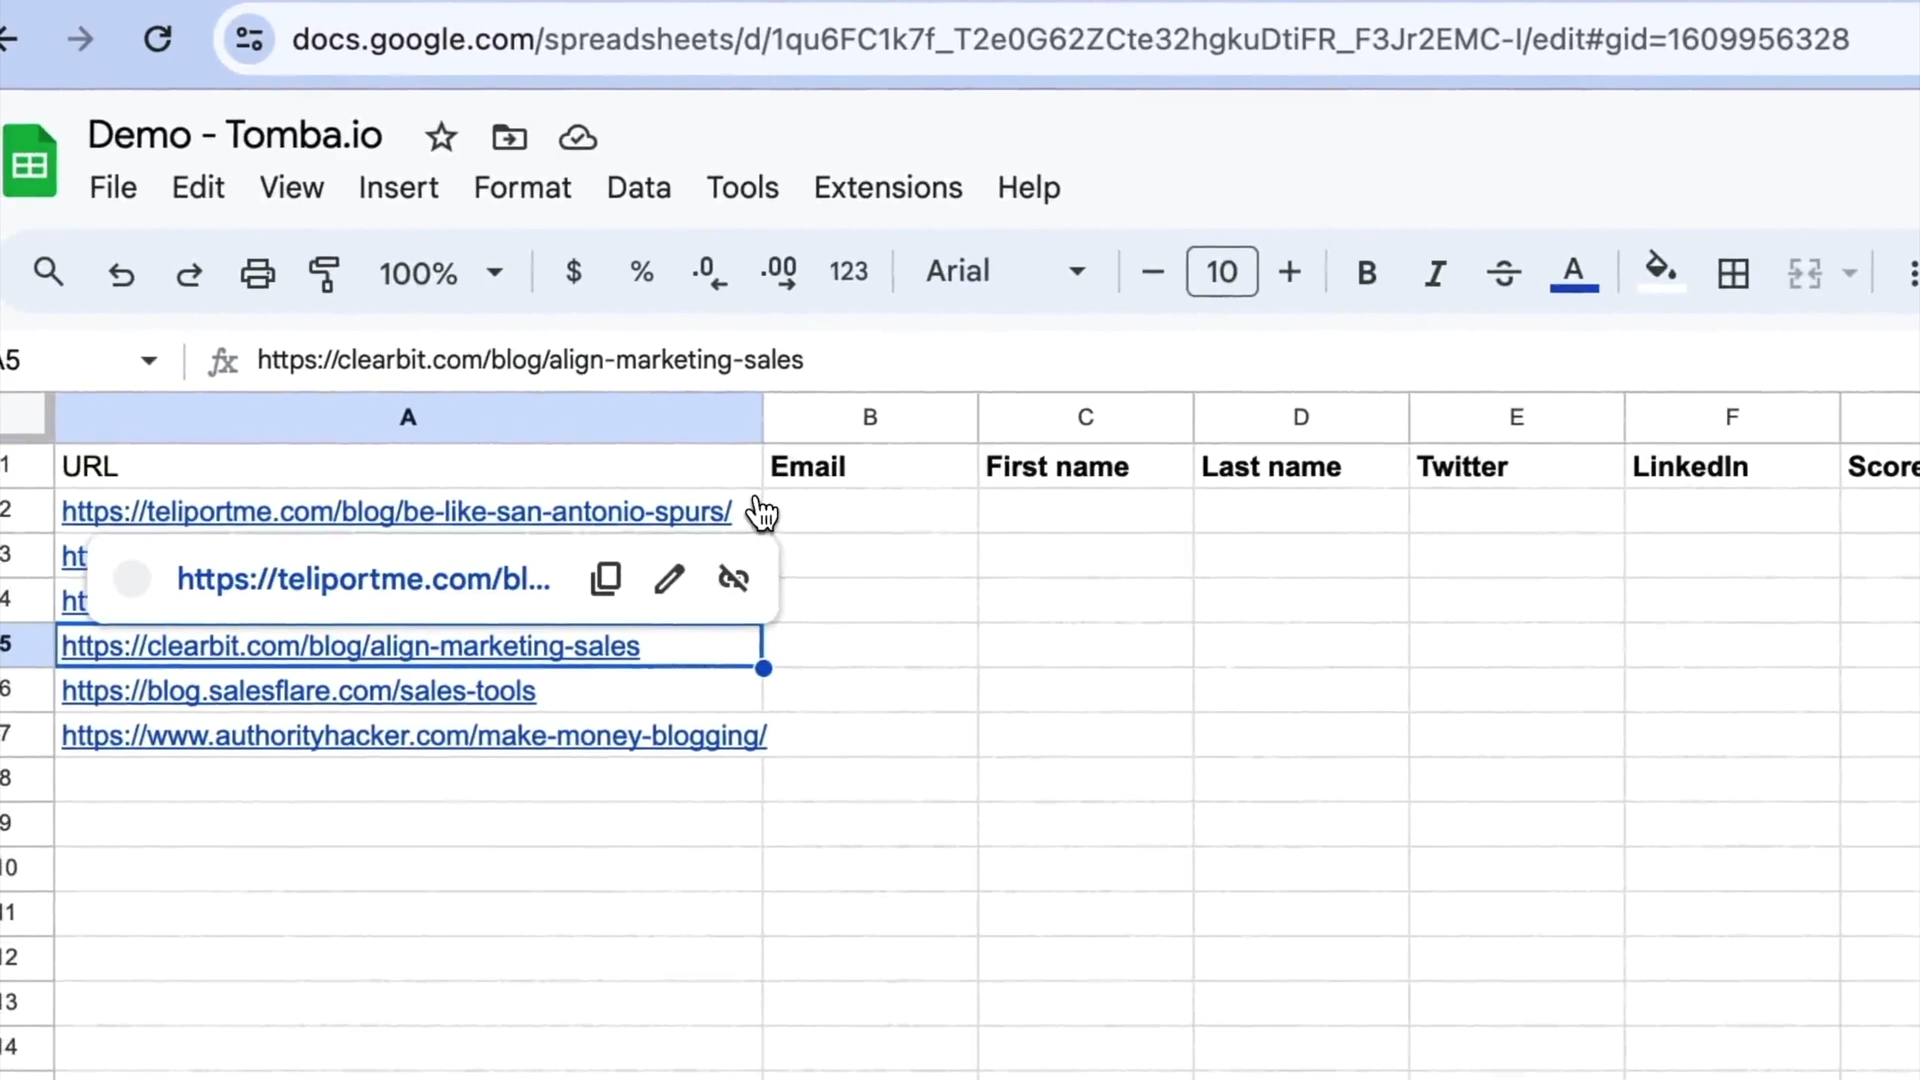 docs.google.com/spreadsheets/d/1qu6FC1k7f_T2e0G62ZCte32hgkuDtiFR_F3Jr2EMC-I/edit#gid=1609956328
Demo - Tomba.io
File Edit View Insert Format Data Tools Extensions Help
100% $ % .0 .00 123 Arial − 10 + B I S A
A5 fx https://clearbit.com/blog/align-marketing-sales
A B C D E F
1 URL Email First name Last name Twitter LinkedIn Score
2 https://teliportme.com/blog/be-like-san-antonio-spurs/
3 ht
https://teliportme.com/bl...
4 ht
5 https://clearbit.com/blog/align-marketing-sales
6 https://blog.salesflare.com/sales-tools
7 https://www.authorityhacker.com/make-money-blogging/
8
9
10
11
12
13
14